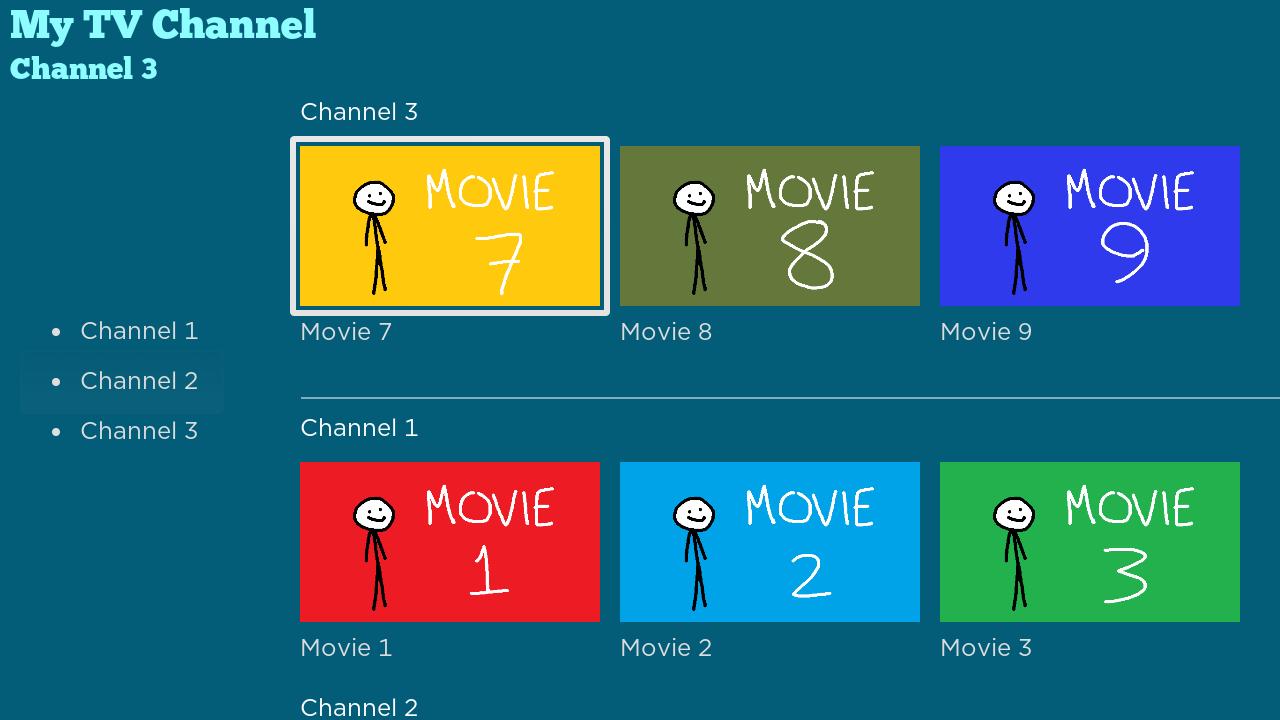 My TV Channel
Channel 3
Channel 3
MOVIE 7
MOVIE 8
MOVIE 9
Movie 7
Movie 8
Movie 9
• Channel 1
• Channel 2
• Channel 3
Channel 1
MOVIE 1
MOVIE 2
MOVIE 3
Movie 1
Movie 2
Movie 3
Channel 2